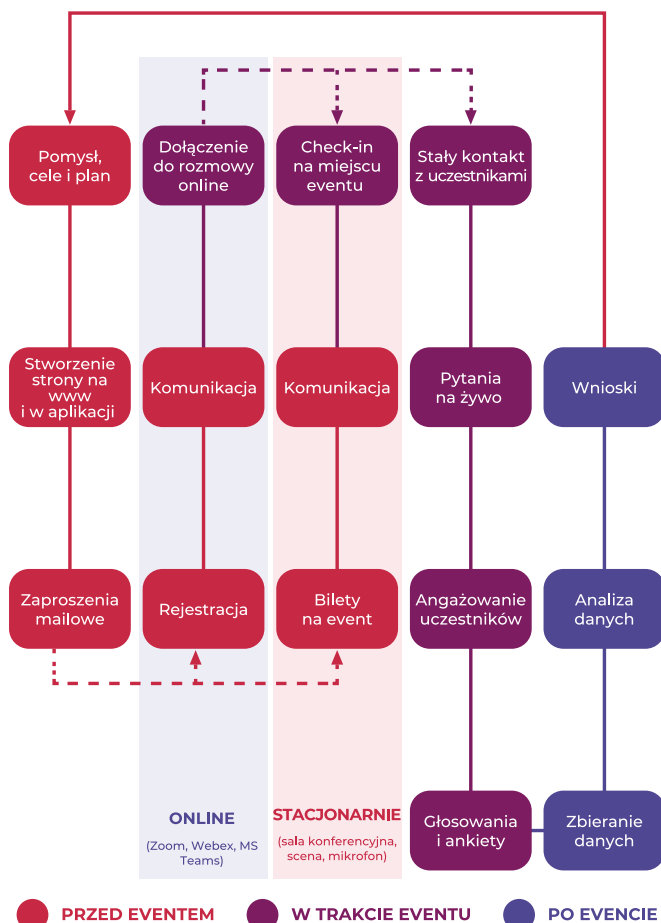 Pomysł,
cele i plan
Dołączenie
do rozmowy
online
Check-in
na miejscu
eventu
Stały kontakt
z uczestnikami
Stworzenie
strony na
www
i w aplikacji
Komunikacja
Komunikacja
Pytania
na żywo
Wnioski
Zaproszenia
mailowe
Rejestracja
Bilety
na event
Angażowanie
uczestników
Analiza
danych
ONLINE
(Zoom, Webex, MS
Teams)
STACJONARNIE
(sala konferencyjna,
scena, mikrofon)
Głosowania
i ankiety
Zbieranie
danych
PRZED EVENTEM
W TRAKCIE EVENTU
PO EVENCIE